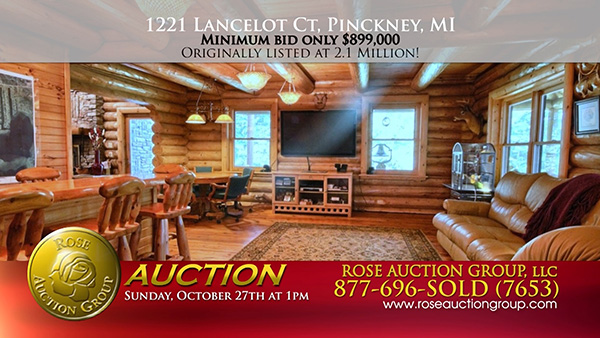 1221 Lancelot Ct, Pinckney, MI
Minimum bid only $899,000
Originally listed at 2.1 Million!
Rose
Auction Group
Auction
Sunday, October 27th at 1pm
Rose Auction Group, LLC
877-696-SOLD (7653)
www.roseauctiongroup.com